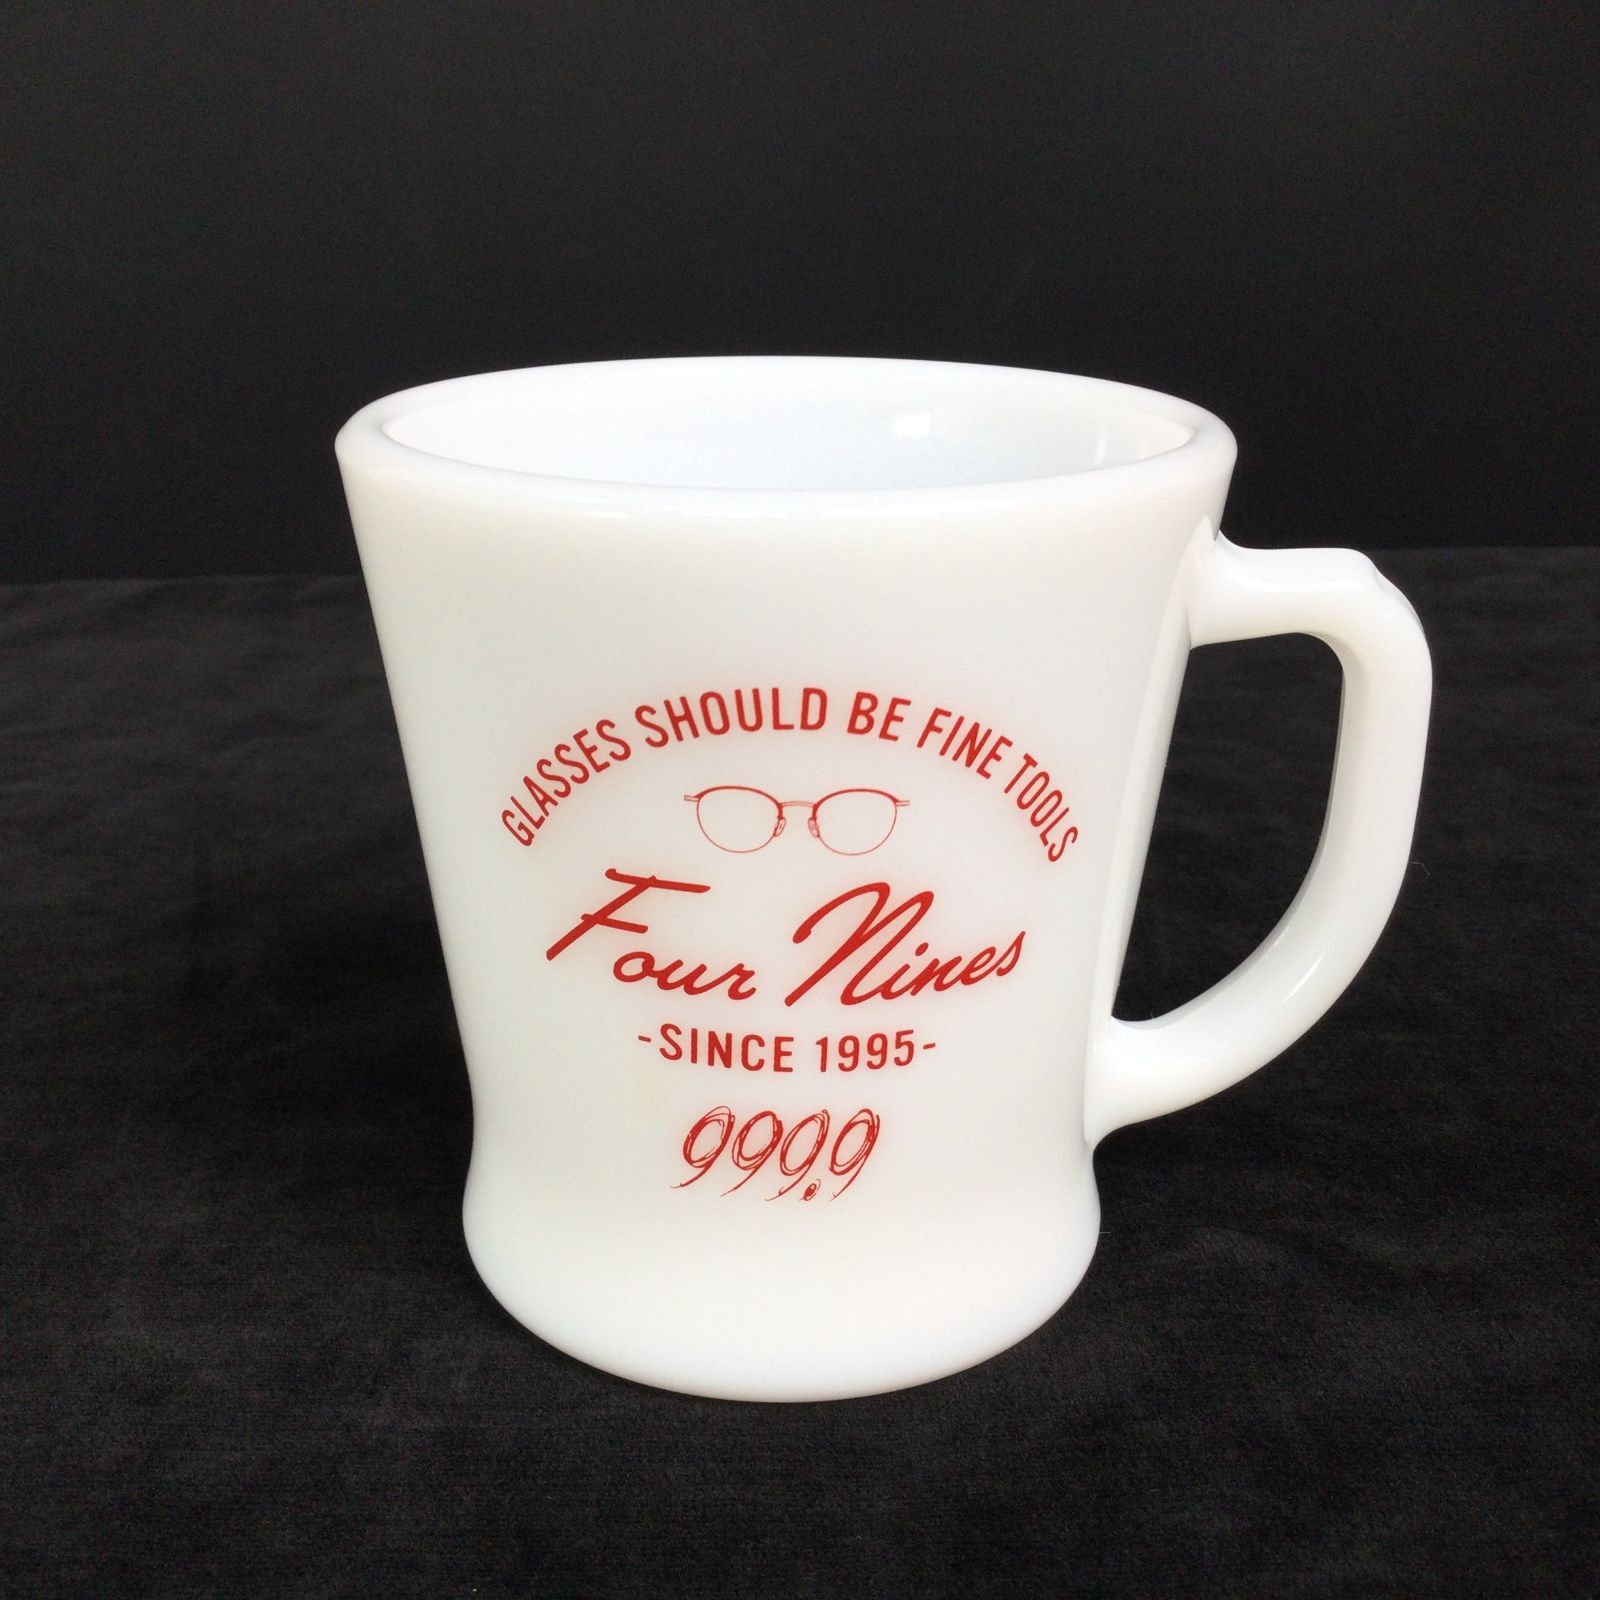 GLASSES SHOULD BE FINE TOOLS
Four Nines
-SINCE 1995-
999.9